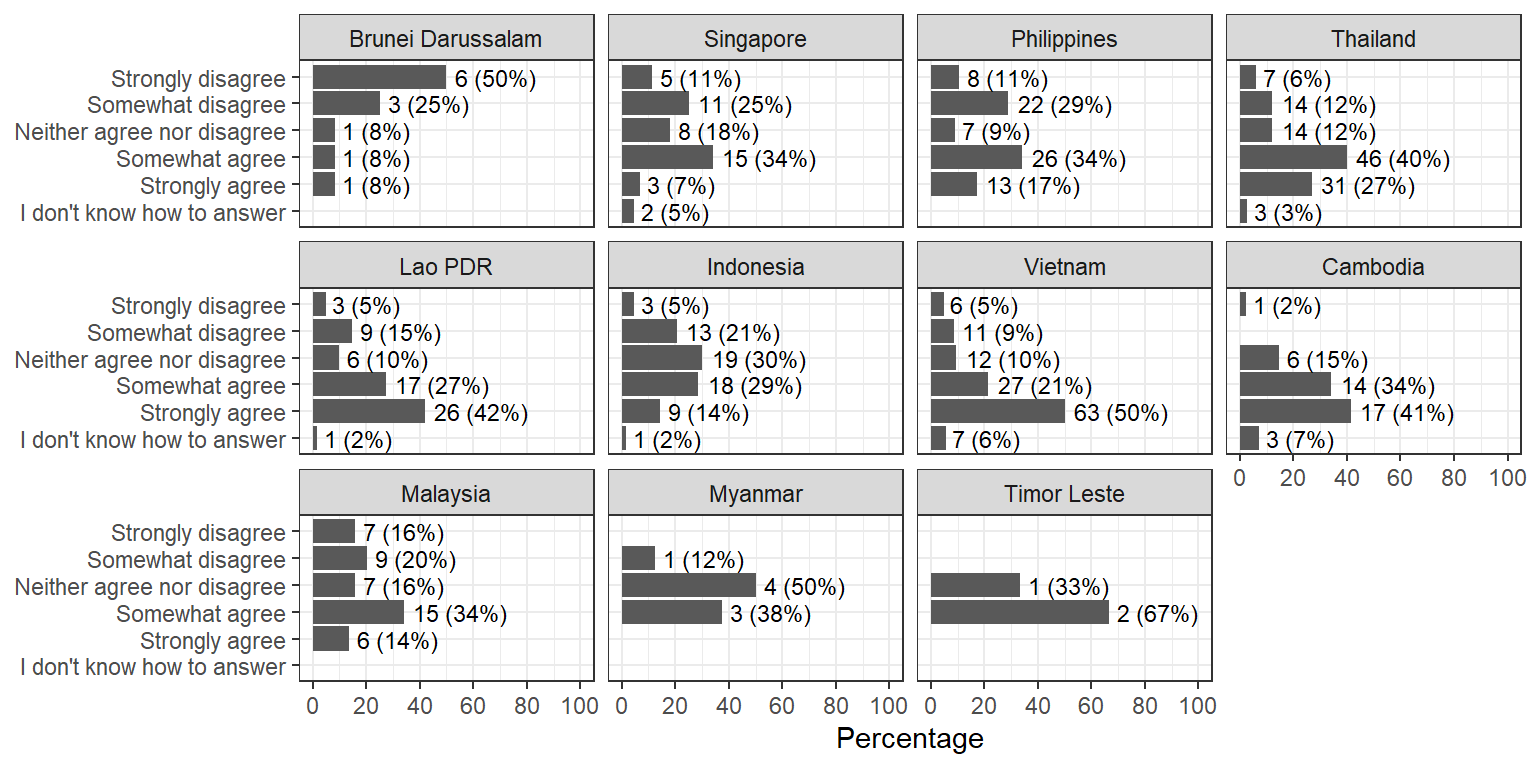 Brunei Darussalam Singapore Philippines Thailand
Strongly disagree 6 (50%) 5 (11%) 8 (11%) 7 (6%)
Somewhat disagree 3 (25%) 11 (25%) 22 (29%) 14 (12%)
Neither agree nor disagree 1 (8%) 8 (18%) 7 (9%) 14 (12%)
Somewhat agree 1 (8%) 15 (34%) 26 (34%) 46 (40%)
Strongly agree 1 (8%) 3 (7%) 13 (17%) 31 (27%)
I don't know how to answer 2 (5%) 3 (3%)
Lao PDR Indonesia Vietnam Cambodia
Strongly disagree 3 (5%) 3 (5%) 6 (5%) 1 (2%)
Somewhat disagree 9 (15%) 13 (21%) 11 (9%)
Neither agree nor disagree 6 (10%) 19 (30%) 12 (10%) 6 (15%)
Somewhat agree 17 (27%) 18 (29%) 27 (21%) 14 (34%)
Strongly agree 26 (42%) 9 (14%) 63 (50%) 17 (41%)
I don't know how to answer 1 (2%) 1 (2%) 7 (6%) 3 (7%)
0 20 40 60 80 100
Malaysia Myanmar Timor Leste
Strongly disagree 7 (16%)
Somewhat disagree 9 (20%) 1 (12%)
Neither agree nor disagree 7 (16%) 4 (50%) 1 (33%)
Somewhat agree 15 (34%) 3 (38%) 2 (67%)
Strongly agree 6 (14%)
I don't know how to answer
0 20 40 60 80 100 0 20 40 60 80 100 0 20 40 60 80 100
Percentage